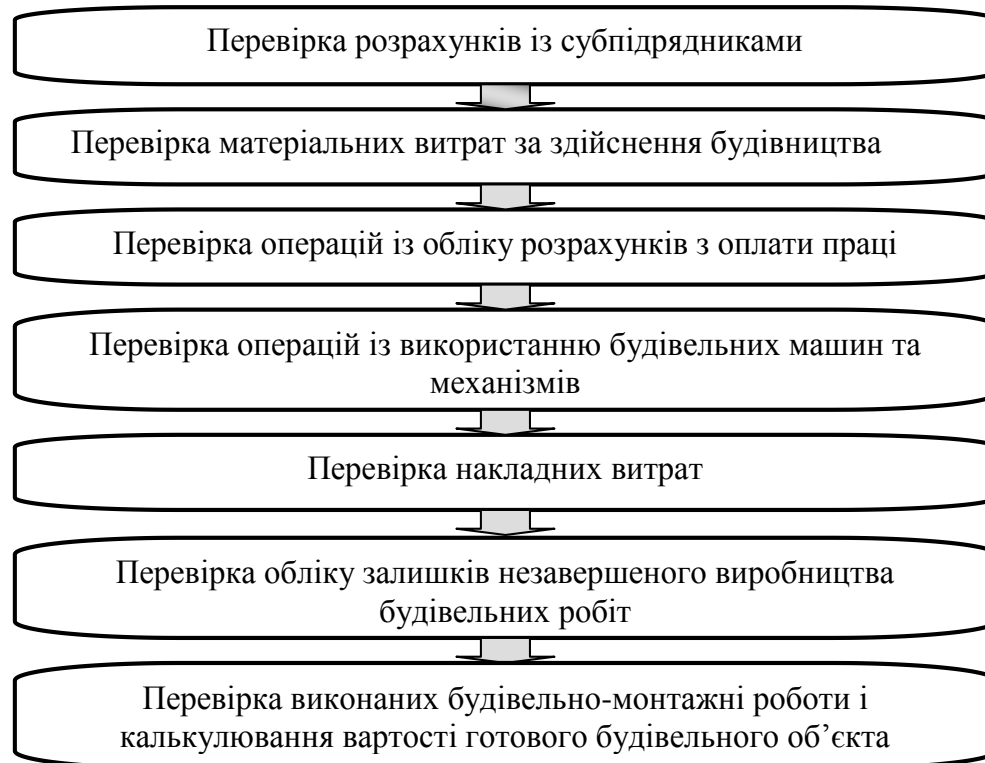 Перевірка розрахунків із субпідрядниками
Перевірка матеріальних витрат за здійснення будівництва
Перевірка операцій із обліку розрахунків з оплати праці
Перевірка операцій із використанню будівельних машин та
механізмів
Перевірка накладних витрат
Перевірка обліку залишків незавершеного виробництва
будівельних робіт
Перевірка виконаних будівельно-монтажні роботи і
калькулювання вартості готового будівельного об’єкта